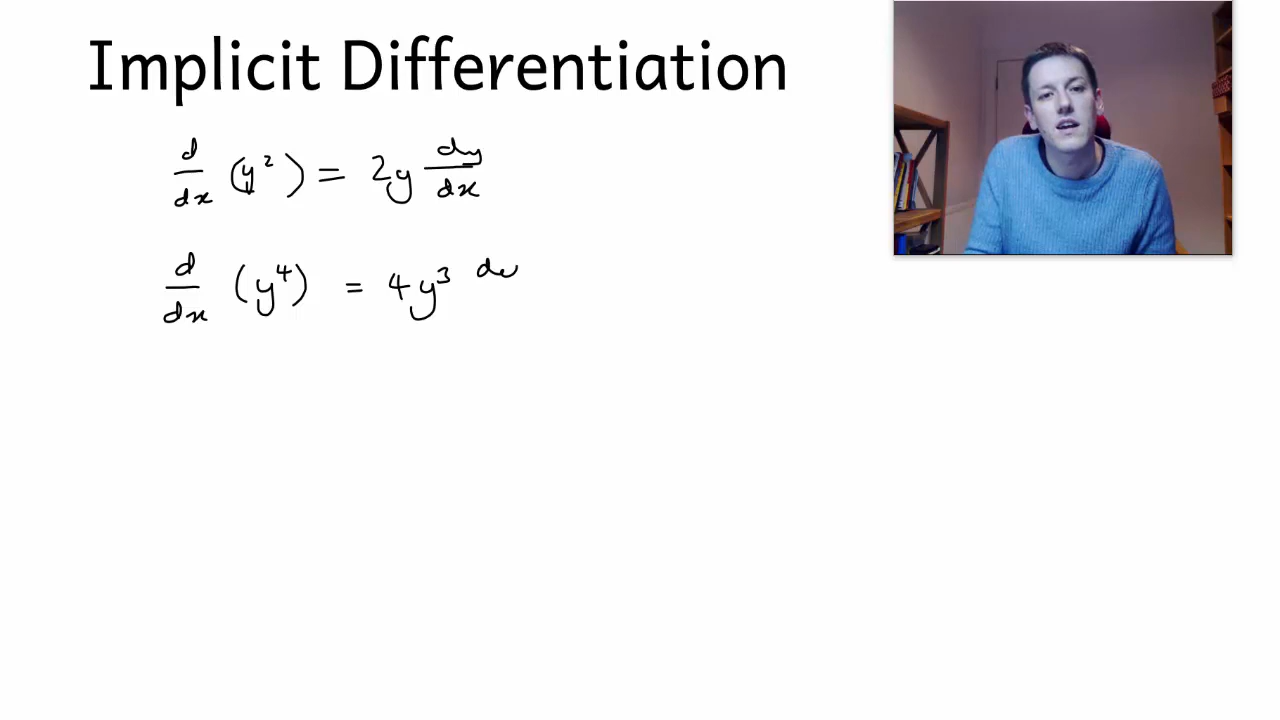 Implicit Differentiation
d/dx (y²) = 2y dy/dx
d/dx (y⁴) = 4y³ d